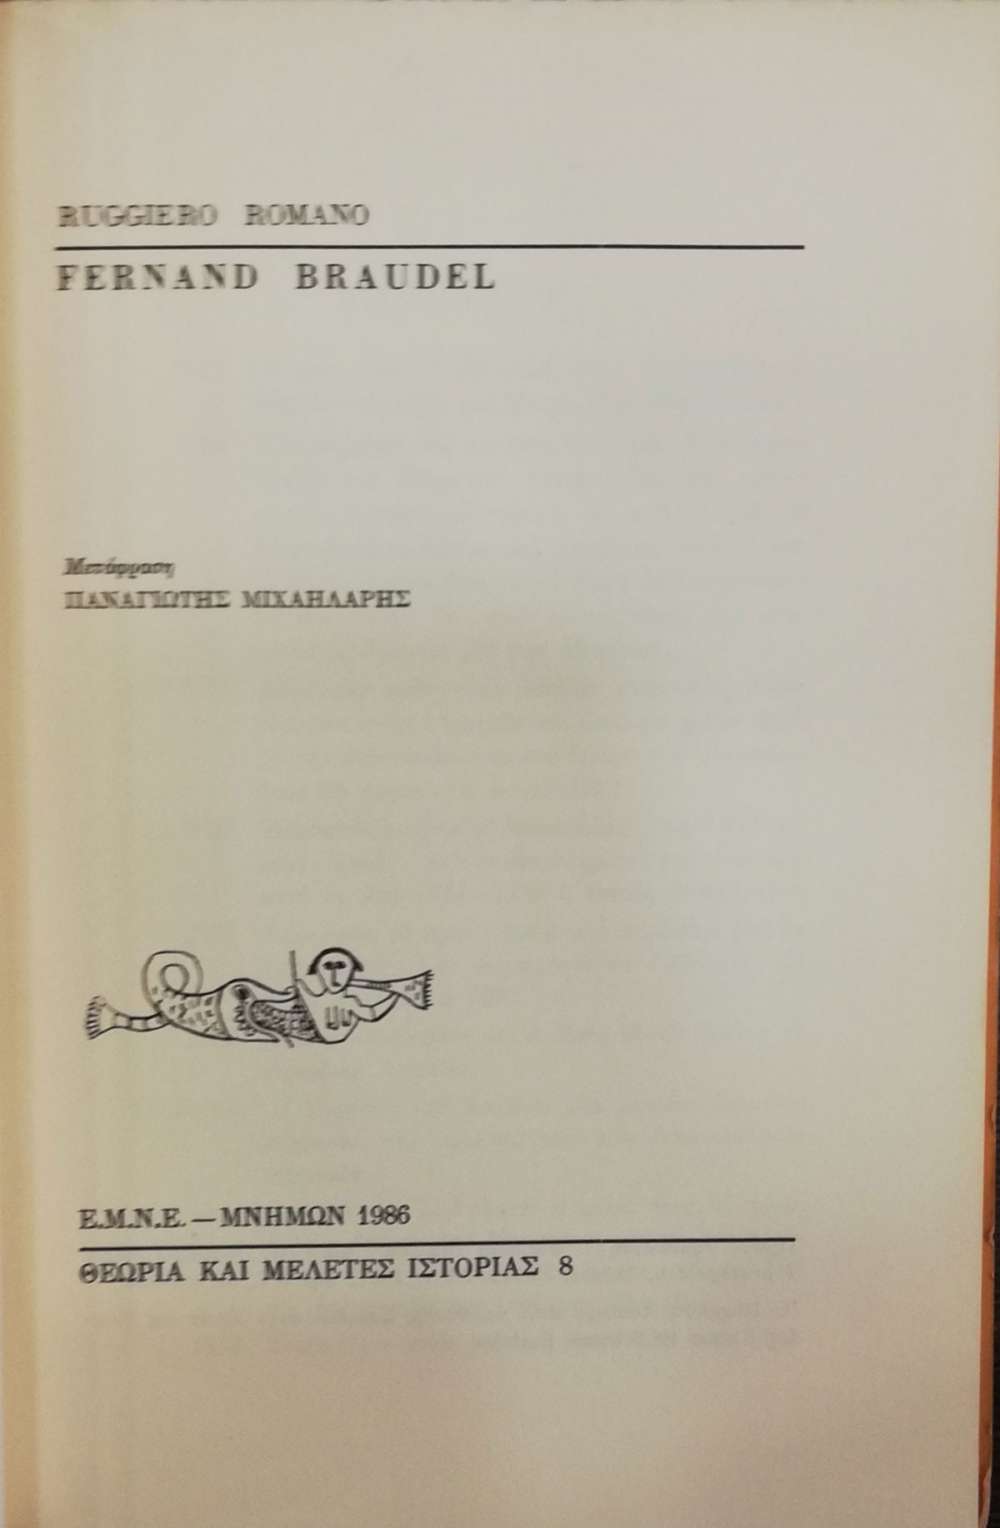 RUGGIERO ROMANO
FERNAND BRAUDEL
Μετάφραση
ΠΑΝΑΓΙΩΤΗΣ ΜΙΧΑΗΛΑΡΗΣ
Ε.Μ.Ν.Ε. — ΜΝΗΜΩΝ 1986
ΘΕΩΡΙΑ ΚΑΙ ΜΕΛΕΤΕΣ ΙΣΤΟΡΙΑΣ 8